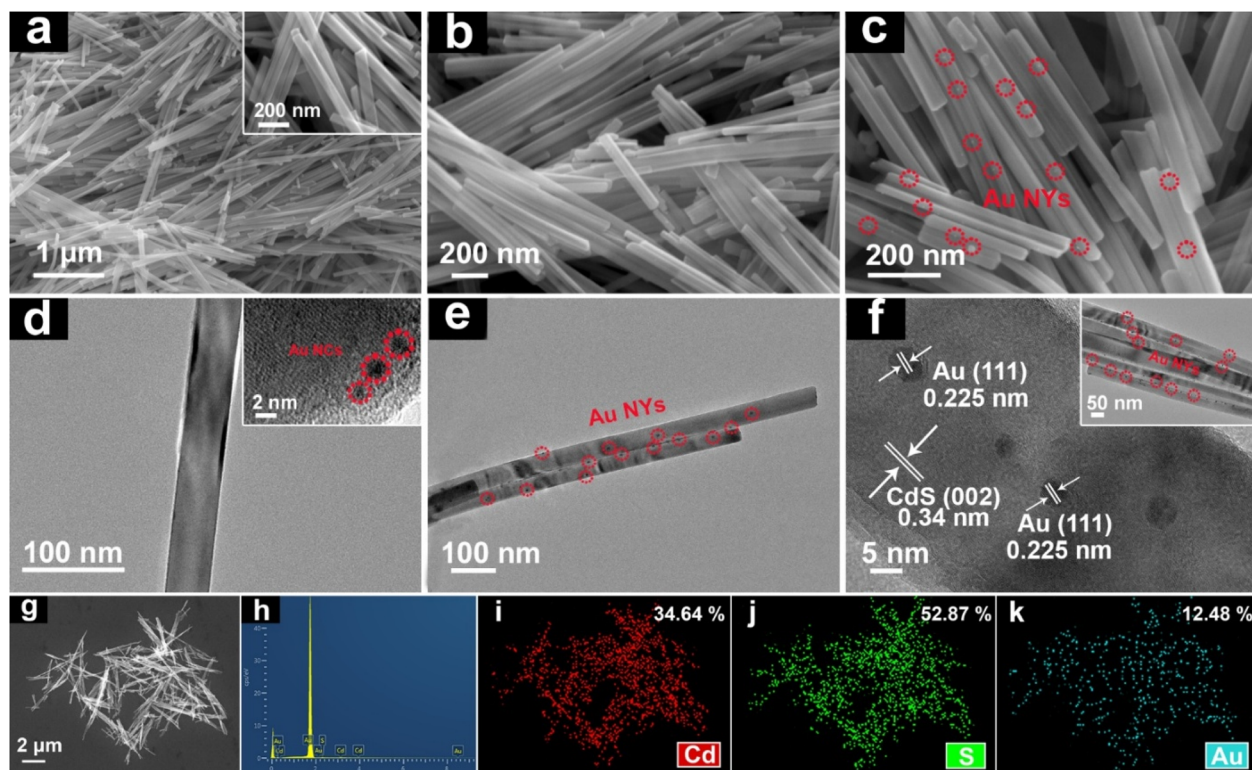 a
200 nm
1 µm
b
200 nm
c
Au NYs
200 nm
d
Au NCs
2 nm
100 nm
e
Au NYs
100 nm
f
Au (111)
0.225 nm
CdS (002)
0.34 nm
Au (111)
0.225 nm
5 nm
Au NYs
50 nm
g
2 µm
h
Au
Cd
Au
Au
S
Cd
Cd
Au
i
34.64 %
Cd
j
52.87 %
S
k
12.48 %
Au